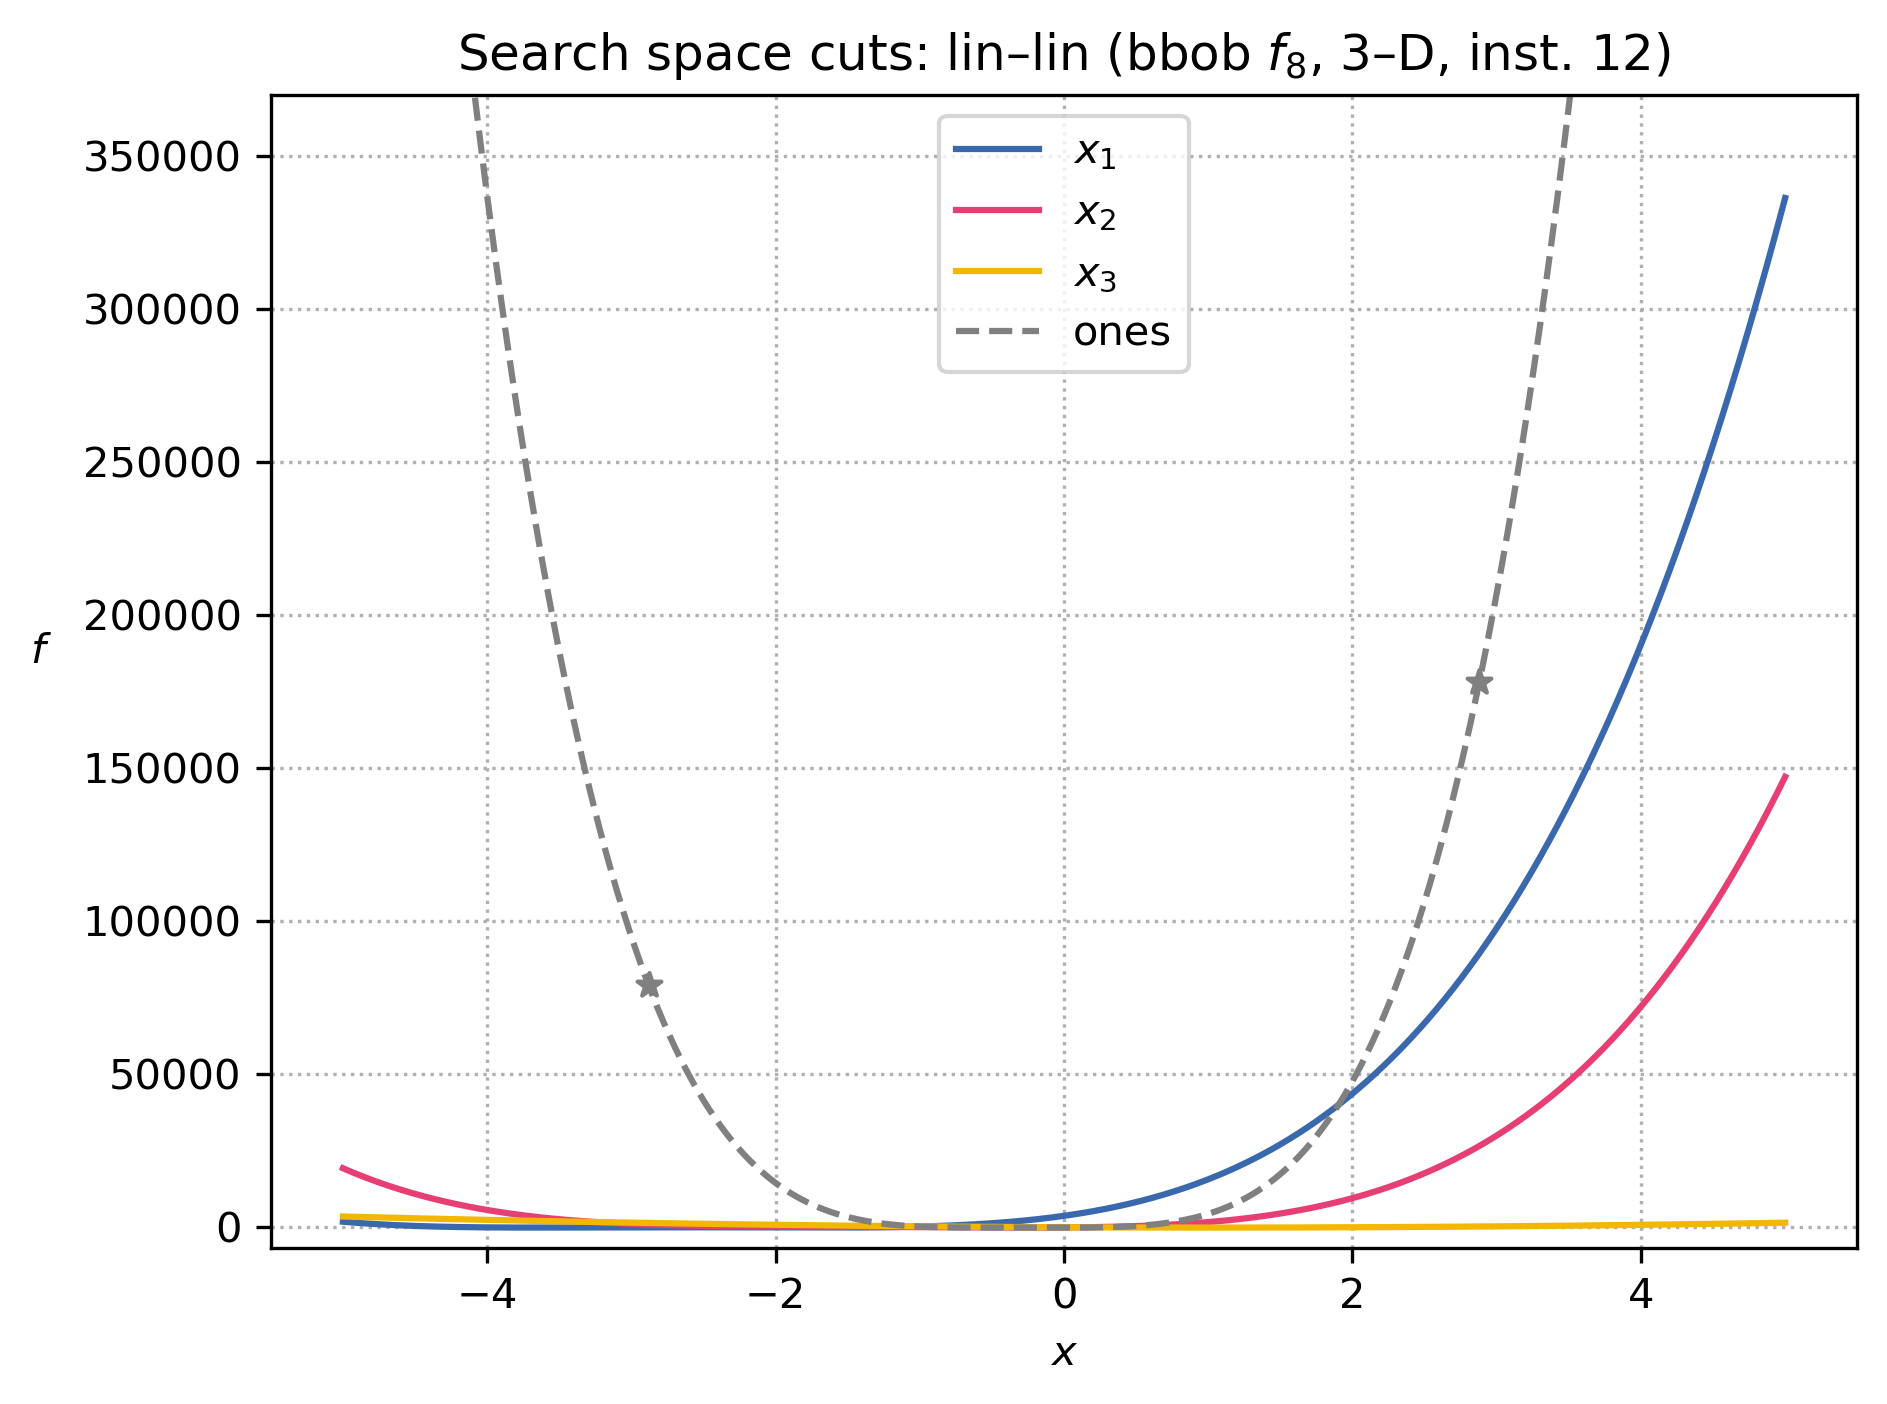 Search space cuts: lin–lin (bbob f₈, 3–D, inst. 12)
x₁
x₂
x₃
ones
350000
300000
250000
200000
150000
100000
50000
0
f
−4
−2
0
2
4
x